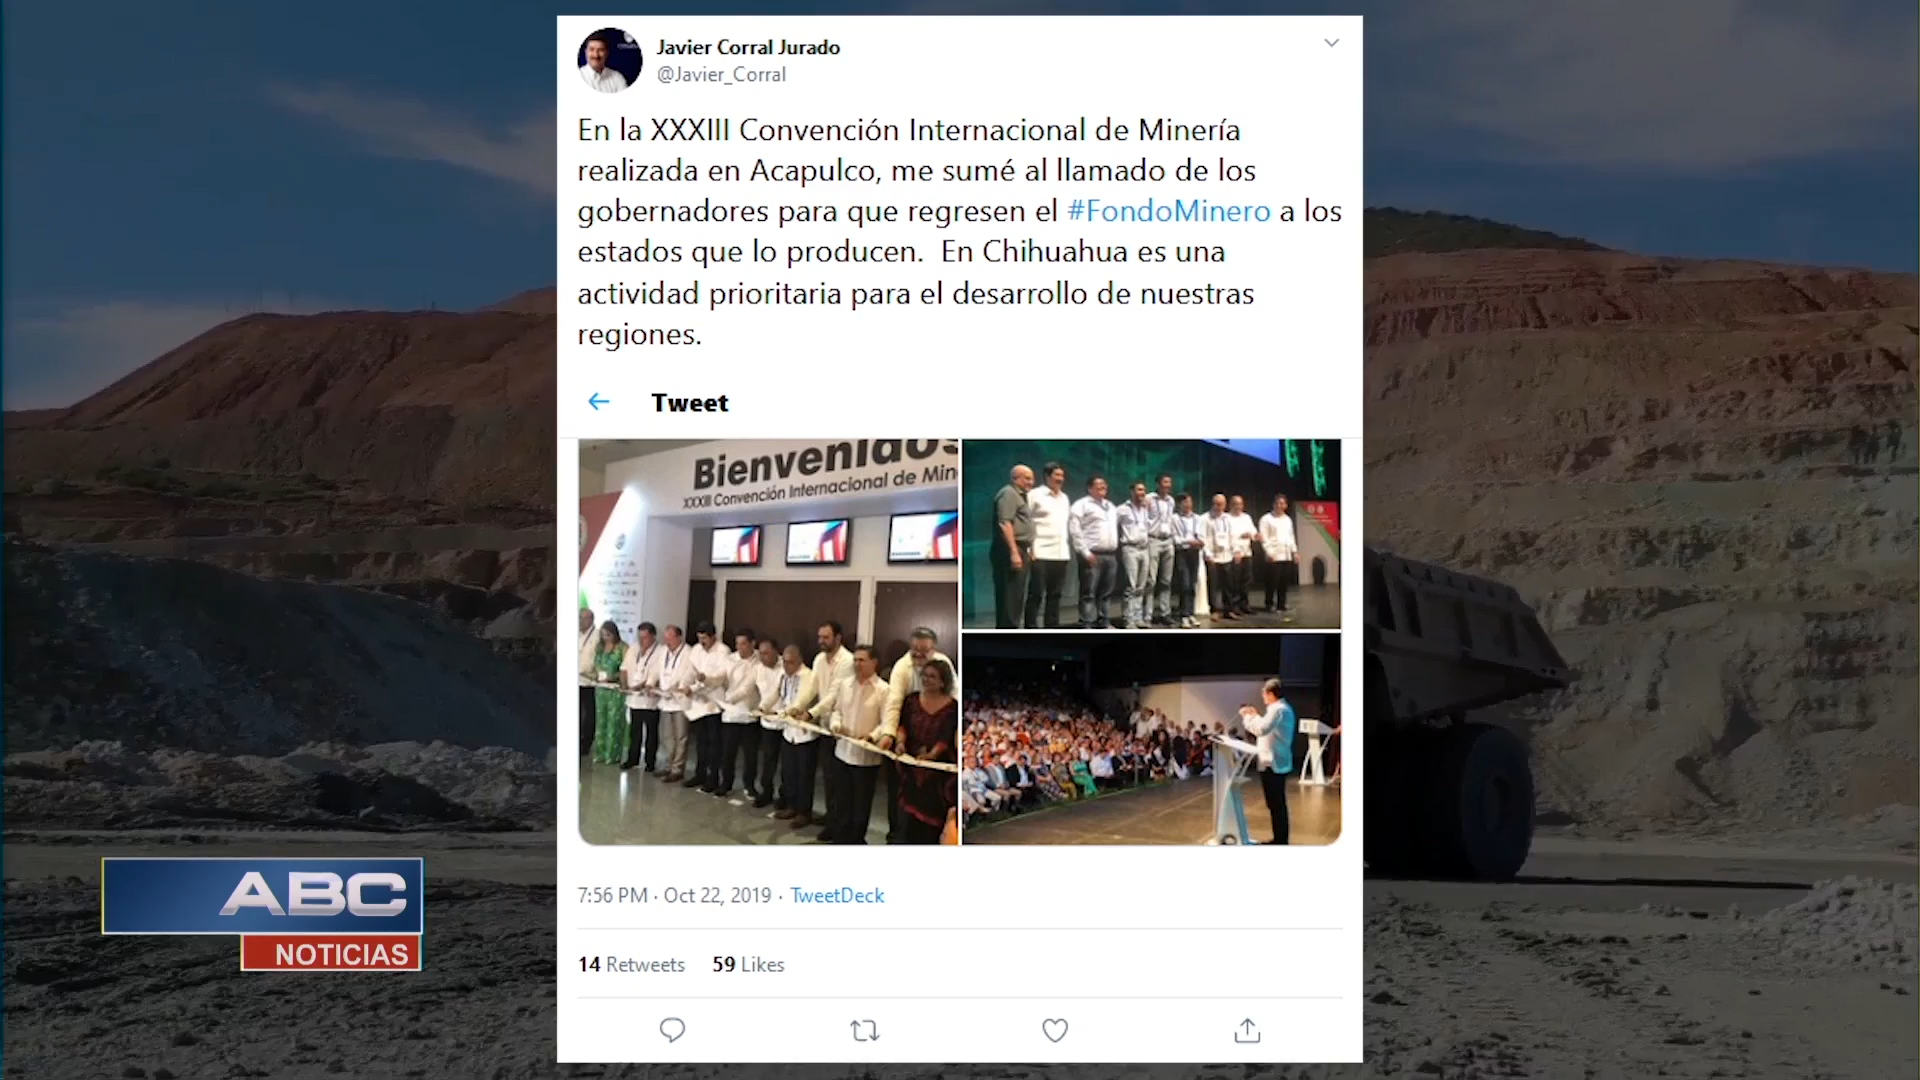 Javier Corral Jurado
@Javier_Corral
En la XXXIII Convención Internacional de Minería
realizada en Acapulco, me sumé al llamado de los
gobernadores para que regresen el #FondoMinero a los
estados que lo producen. En Chihuahua es una
actividad prioritaria para el desarrollo de nuestras
regiones.
Tweet
Bienvenidos
XXXIII Convención Internacional de Min
7:56 PM · Oct 22, 2019 · TweetDeck
14 Retweets 59 Likes
ABC
NOTICIAS